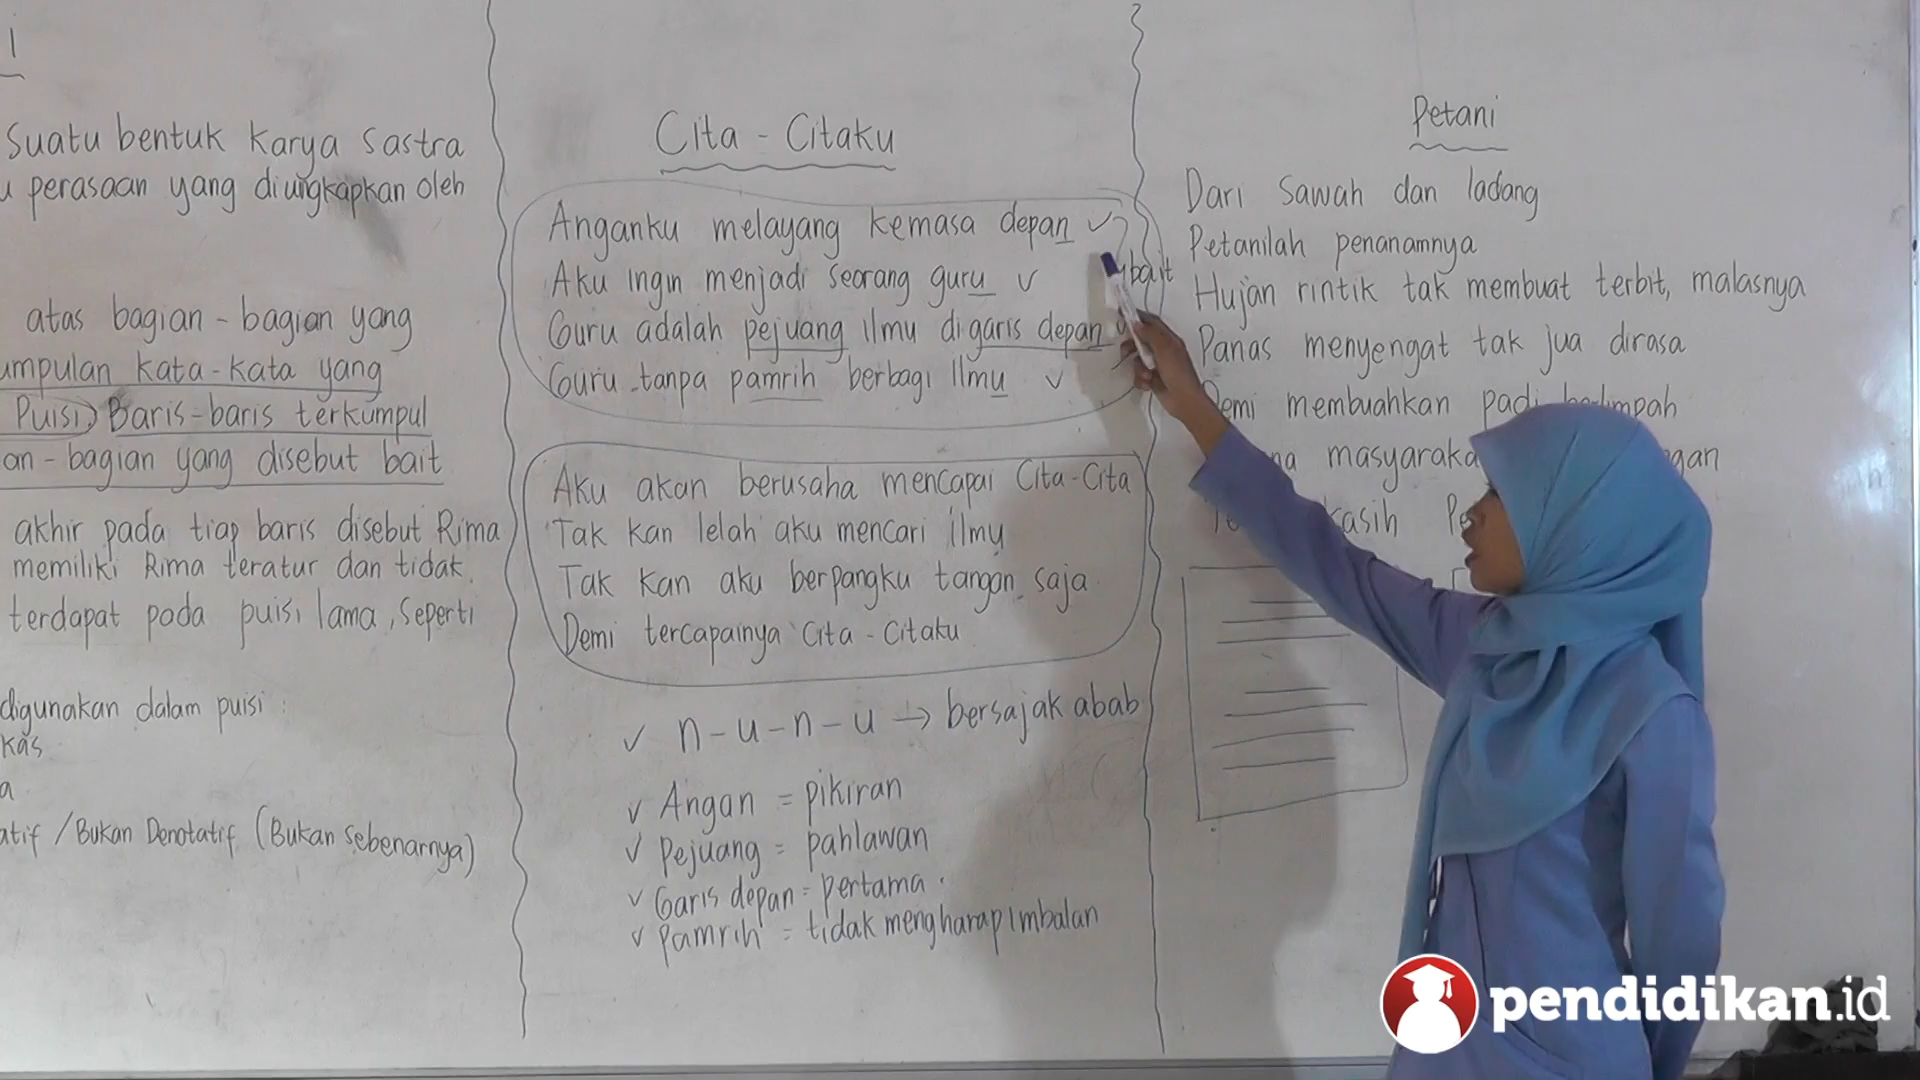 1
Suatu bentuk karya sastra
perasaan yang diungkapkan oleh
atas bagian-bagian yang
umpulan kata-kata yang
Puisi) Baris-baris terkumpul
an-bagian yang disebut bait
akhir pada tiap baris disebut Rima
memiliki Rima teratur dan tidak.
terdapat pada puisi lama, seperti
digunakan dalam puisi :
kas
a
atif / Bukan Denotatif (Bukan sebenarnya)
Cita - Citaku
Anganku melayang kemasa depan
Aku ingin menjadi seorang guru
bait
Guru adalah pejuang ilmu digaris depan
Guru tanpa pamrih berbagi ilmu
Aku akan berusaha mencapai Cita-Cita
Tak kan lelah aku mencari ilmu
Tak kan aku berpangku tangan saja
Demi tercapainya Cita-Citaku
✓ n-u-n-u → bersajak abab
✓ Angan = pikiran
✓ Pejuang = pahlawan
✓ Garis depan = pertama.
✓ Pamrih = tidak mengharap imbalan
Petani
Dari sawah dan ladang
Petanilah penanamnya
Hujan rintik tak membuat terbit, malasnya
Panas menyengat tak jua dirasa
Demi membuahkan padi
masyaraka
kasih
pendidikan.id